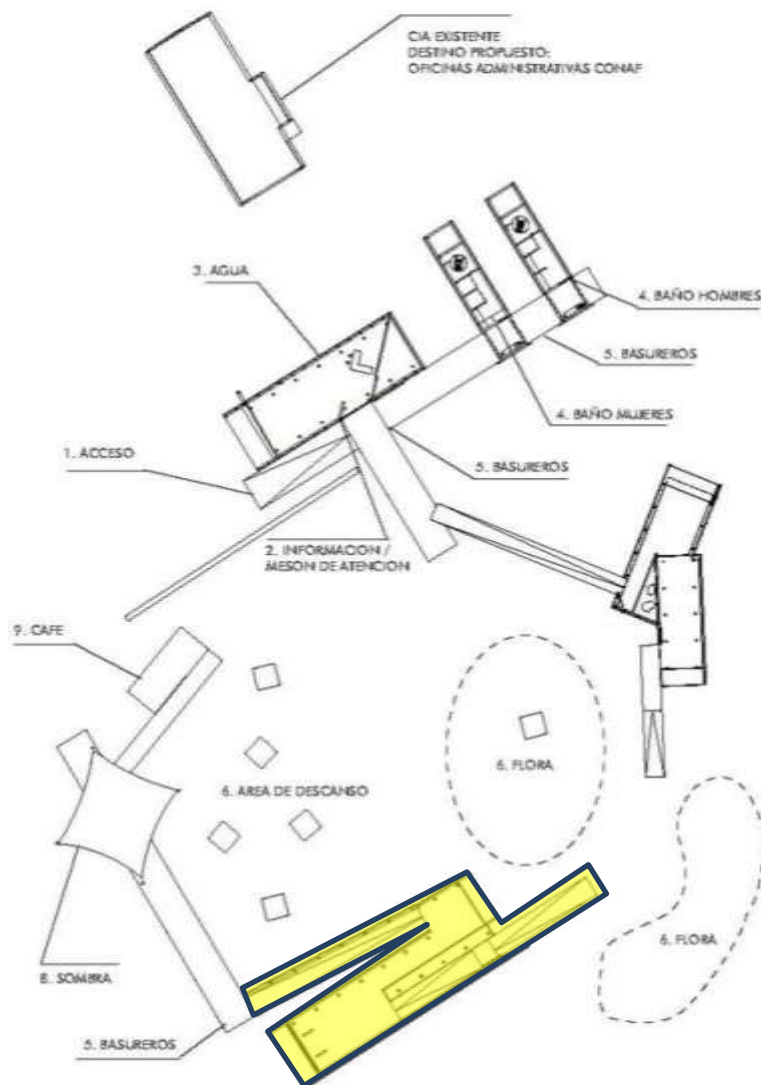 CIA EXISTENTE
DESTINO PROPUESTO:
OFICINAS ADMINISTRATIVAS CONAF
3. AGUA
4. BAÑO HOMBRES
5. BASUREROS
4. BAÑO MUJERES
1. ACCESO
5. BASUREROS
2. INFORMACION /
MESON DE ATENCION
9. CAFE
6. FLORA
6. AREA DE DESCANSO
6. FLORA
8. SOMBRA
5. BASUREROS